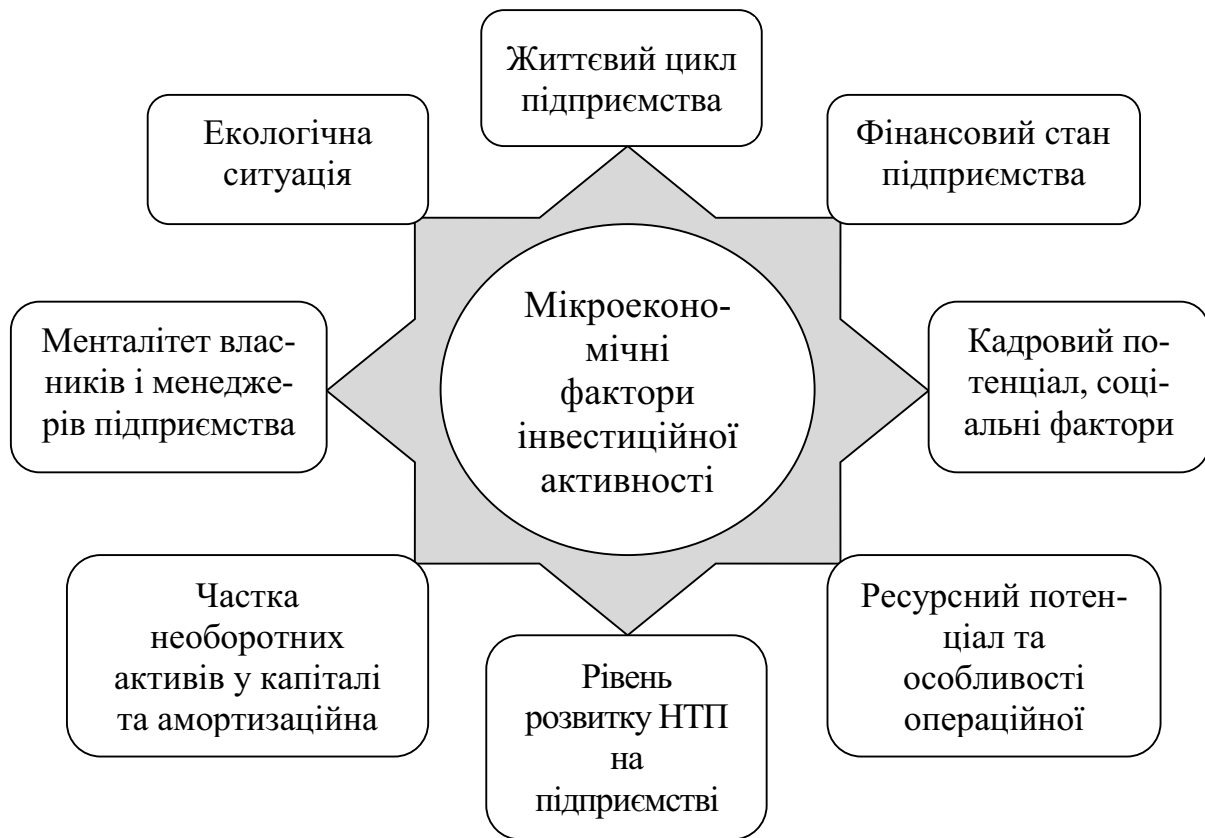 Життєвий цикл
підприємства
Екологічна
ситуація
Фінансовий стан
підприємства
Мікроеконо-
мічні
фактори
інвестиційної
активності
Менталітет влас-
ників і менедже-
рів підприємства
Кадровий по-
тенціал, соці-
альні фактори
Частка
необоротних
активів у капіталі
та амортизаційна
Рівень
розвитку НТП
на
підприємстві
Ресурсний потен-
ціал та
особливості
операційної